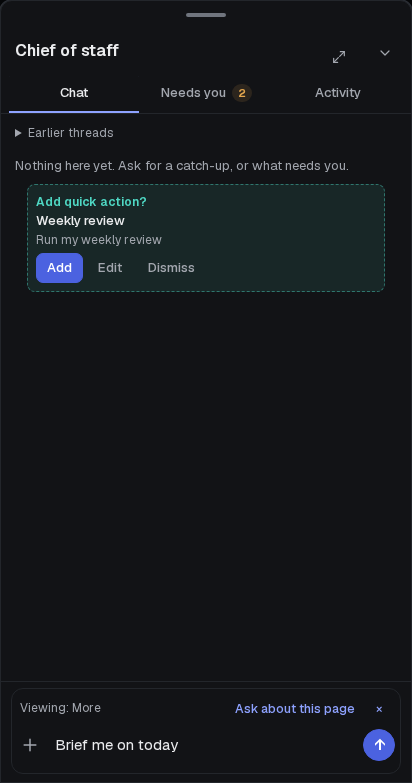 Chief of staff
Chat
Needs you 2
Activity
Earlier threads
Nothing here yet. Ask for a catch-up, or what needs you.
Add quick action?
Weekly review
Run my weekly review
Add Edit Dismiss
Viewing: More
Ask about this page ×
Brief me on today